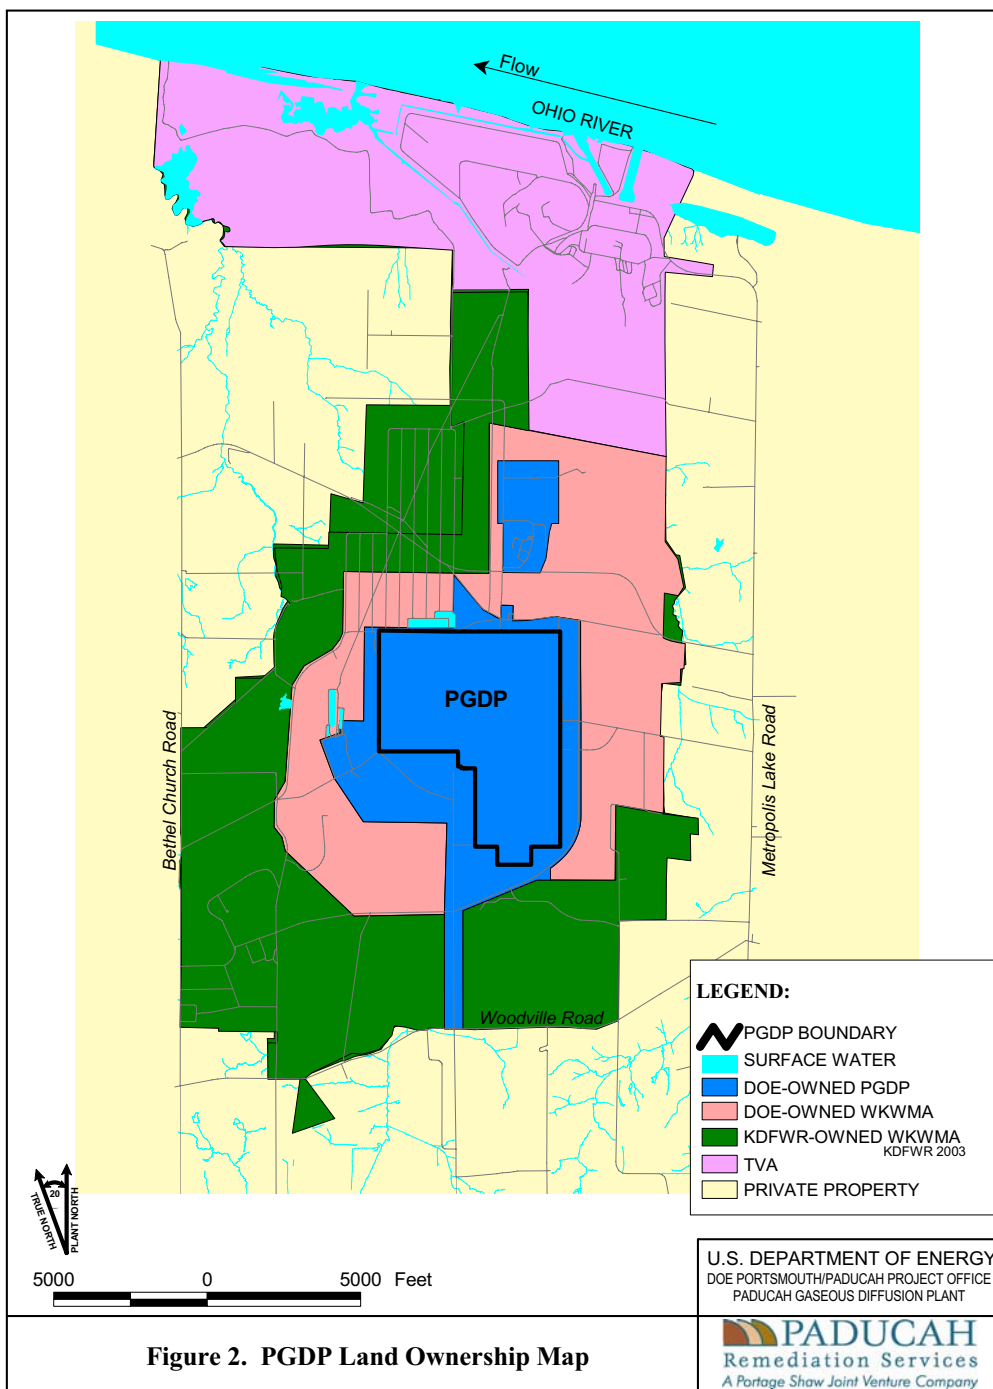 Flow
OHIO RIVER
PGDP
Bethel Church Road
Metropolis Lake Road
Woodville Road
LEGEND:
PGDP BOUNDARY
SURFACE WATER
DOE-OWNED PGDP
DOE-OWNED WKWMA
KDFWR-OWNED WKWMA
KDFWR 2003
TVA
PRIVATE PROPERTY
20
TRUE NORTH
PLANT NORTH
5000 0 5000 Feet
U.S. DEPARTMENT OF ENERGY
DOE PORTSMOUTH/PADUCAH PROJECT OFFICE
PADUCAH GASEOUS DIFFUSION PLANT
Figure 2. PGDP Land Ownership Map
PADUCAH
Remediation Services
A Portage Shaw Joint Venture Company